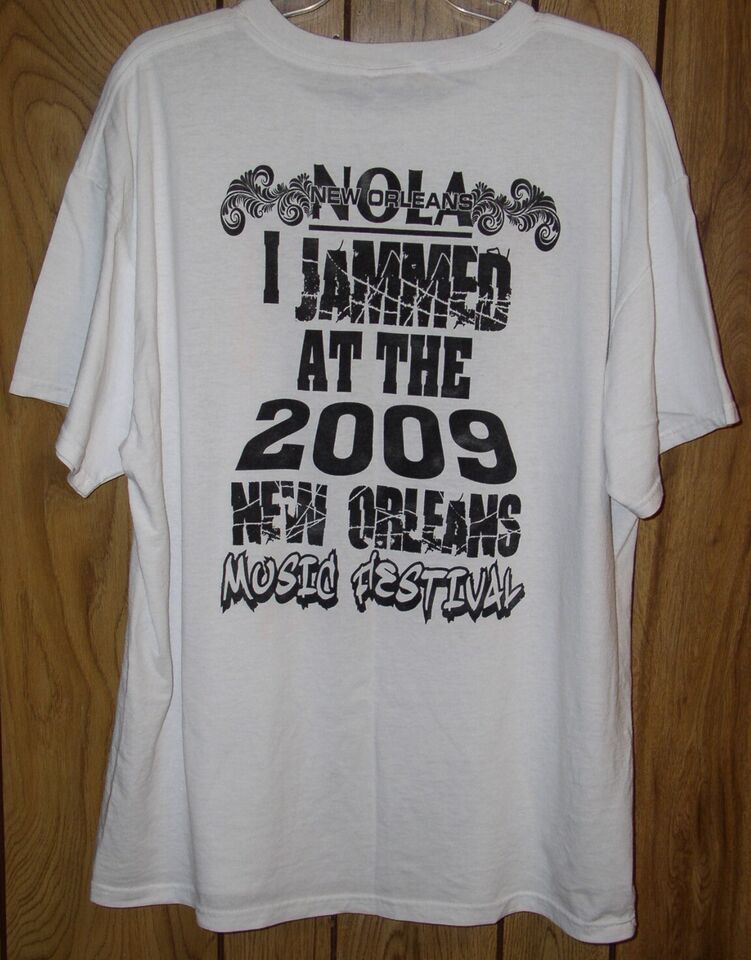 NOLA
NEW ORLEANS
I JAMMED
AT THE
2009
NEW ORLEANS
MUSIC FESTIVAL